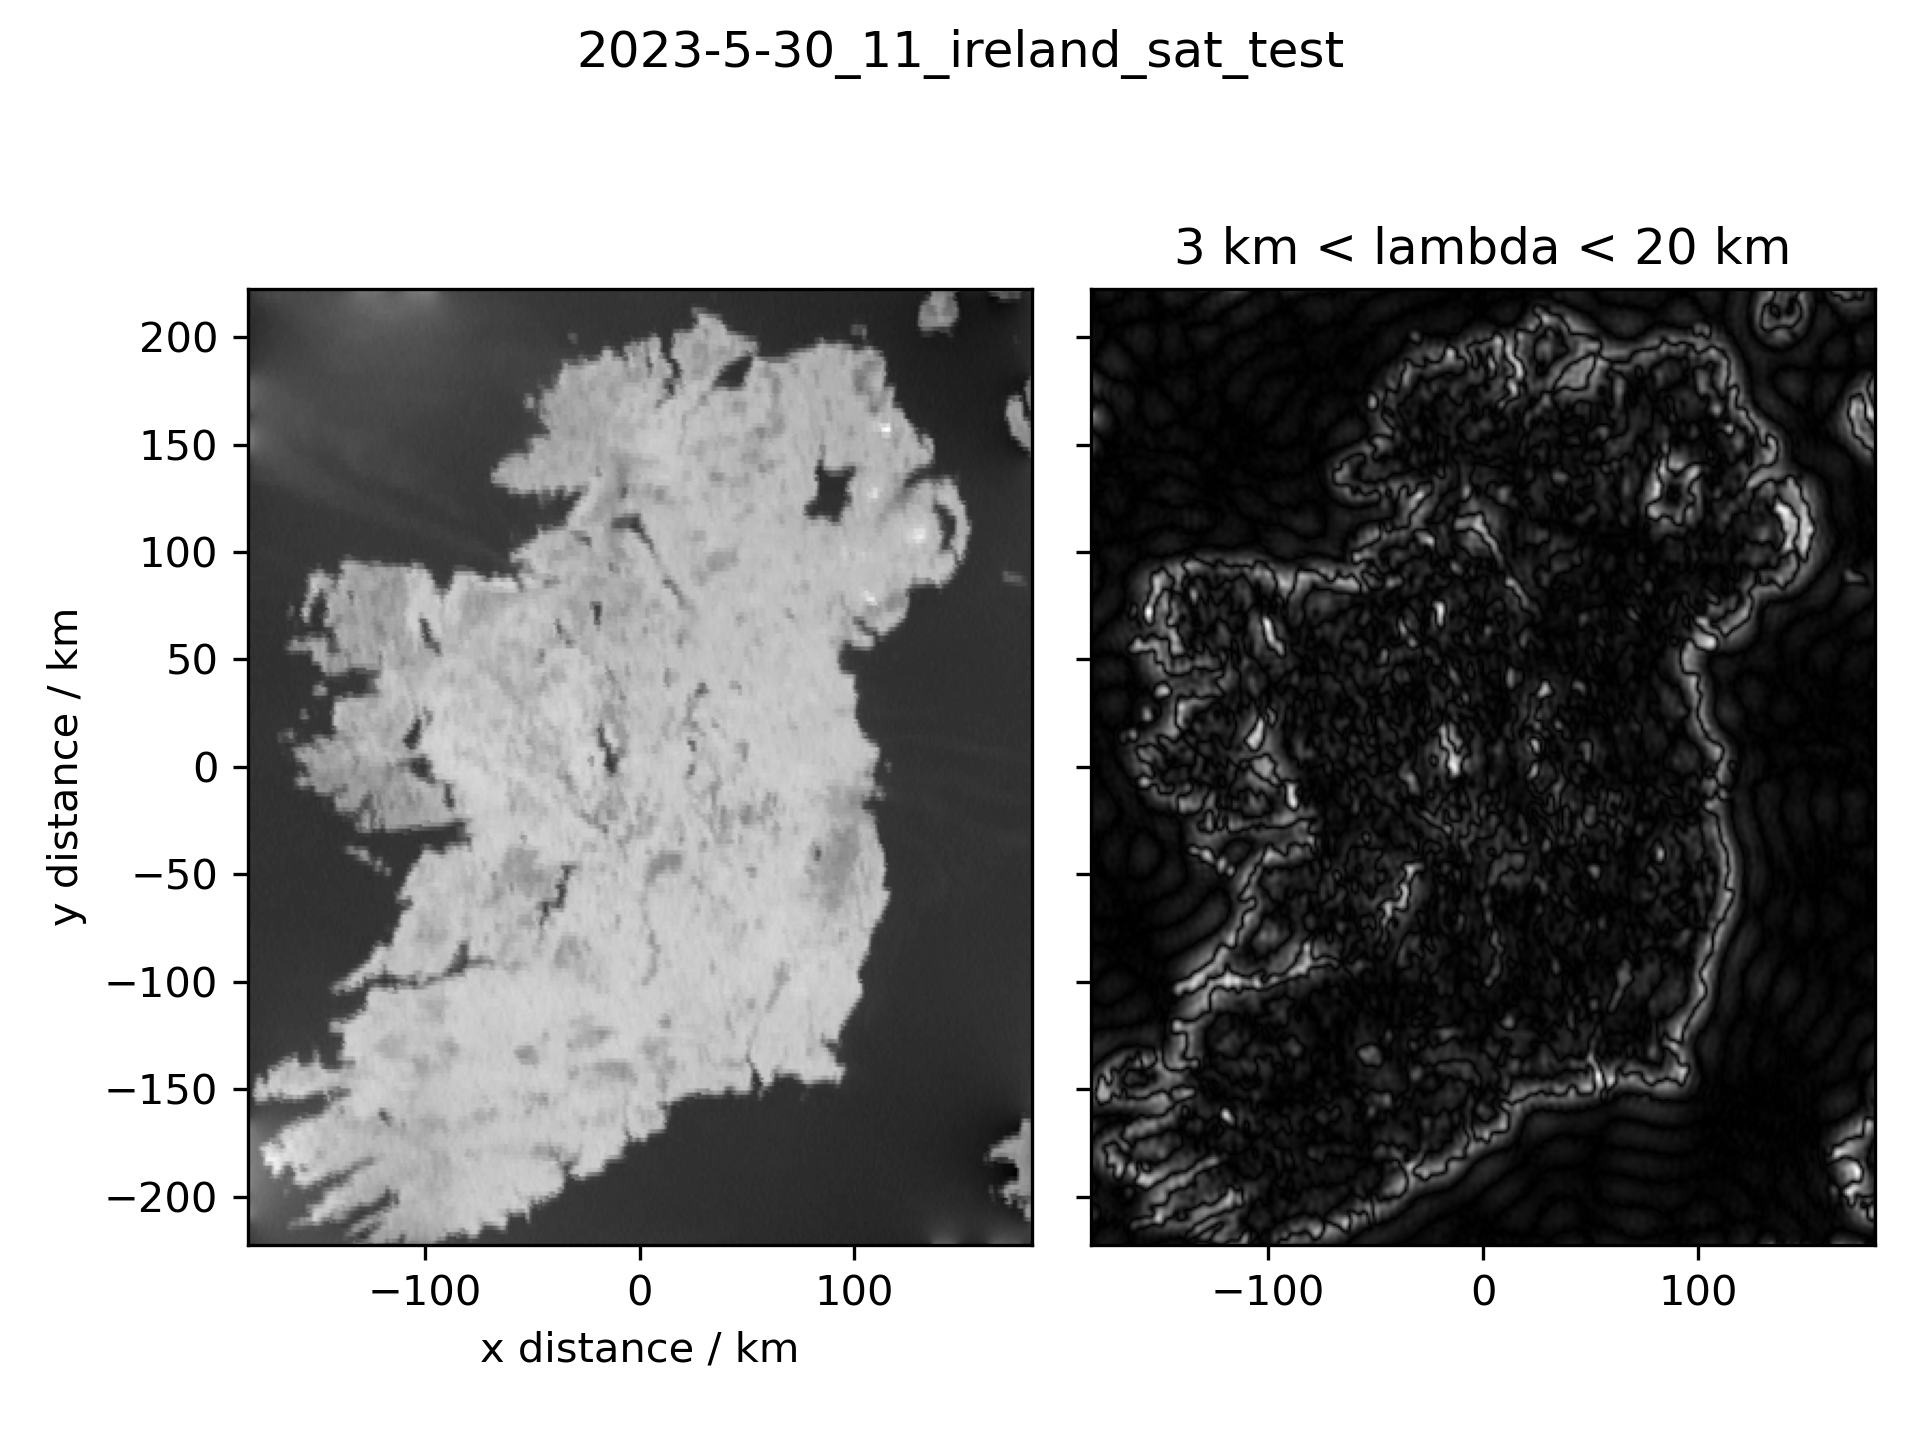 2023-5-30_11_ireland_sat_test
3 km < lambda < 20 km
200
150
100
50
0
−50
−100
−150
−200
y distance / km
−100 0 100
x distance / km
−100 0 100